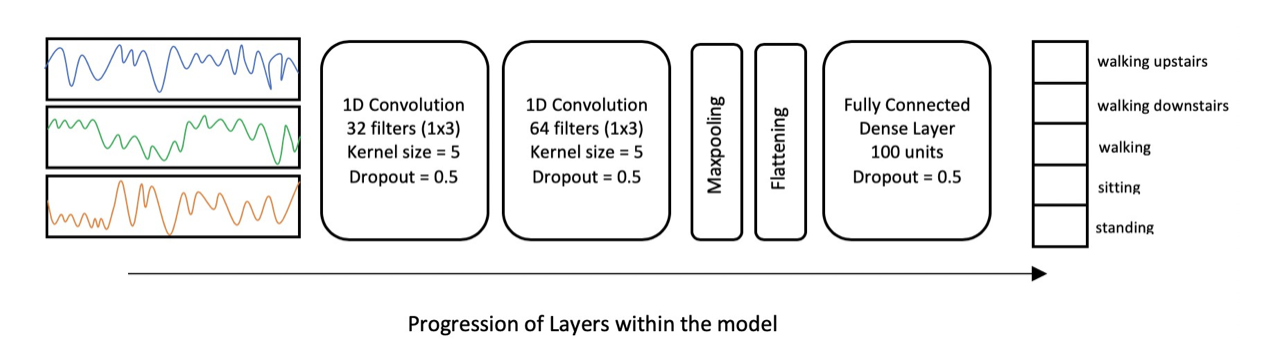 1D Convolution
32 filters (1x3)
Kernel size = 5
Dropout = 0.5
1D Convolution
64 filters (1x3)
Kernel size = 5
Dropout = 0.5
Maxpooling
Flattening
Fully Connected
Dense Layer
100 units
Dropout = 0.5
walking upstairs
walking downstairs
walking
sitting
standing
Progression of Layers within the model